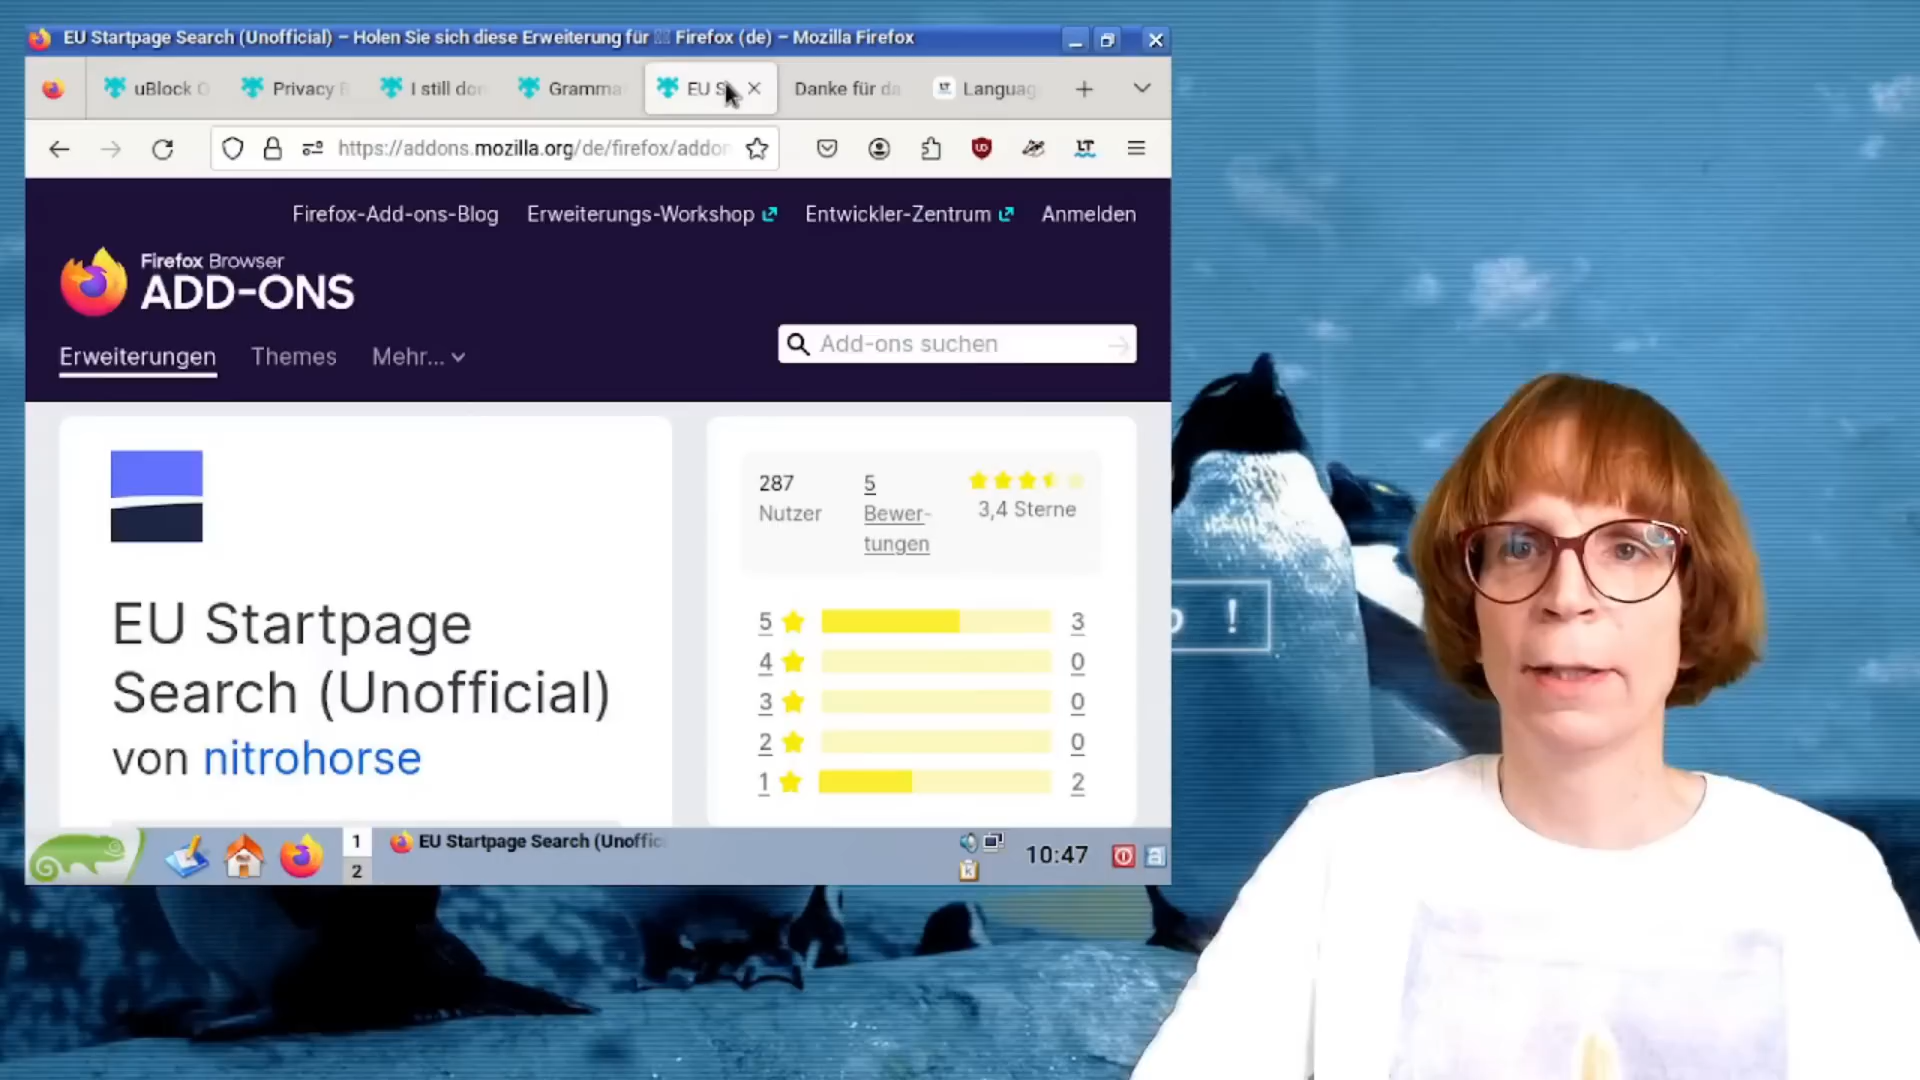 EU Startpage Search (Unofficial) – Holen Sie sich diese Erweiterung für Firefox (de) – Mozilla Firefox
uBlock O
Privacy B
I still don
Gramma
EU S
Danke für da
Languag
https://addons.mozilla.org/de/firefox/addon
Firefox-Add-ons-Blog
Erweiterungs-Workshop
Entwickler-Zentrum
Anmelden
Firefox Browser
ADD-ONS
Erweiterungen
Themes
Mehr...
Add-ons suchen
287
Nutzer
5
Bewer-
tungen
3,4 Sterne
EU Startpage
Search (Unofficial)
von nitrohorse
5 3
4 0
3 0
2 0
1 2
1
2
EU Startpage Search (Unoffic
10:47
!